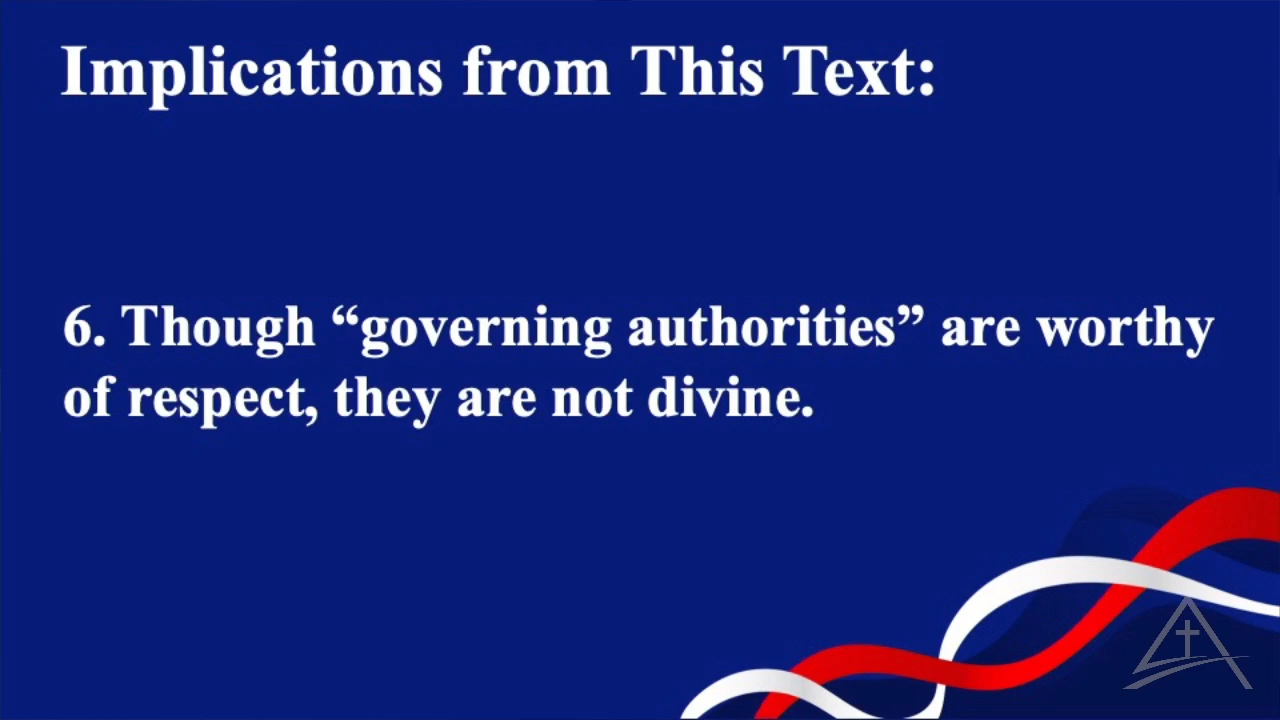 Implications from This Text:
6. Though “governing authorities” are worthy
of respect, they are not divine.